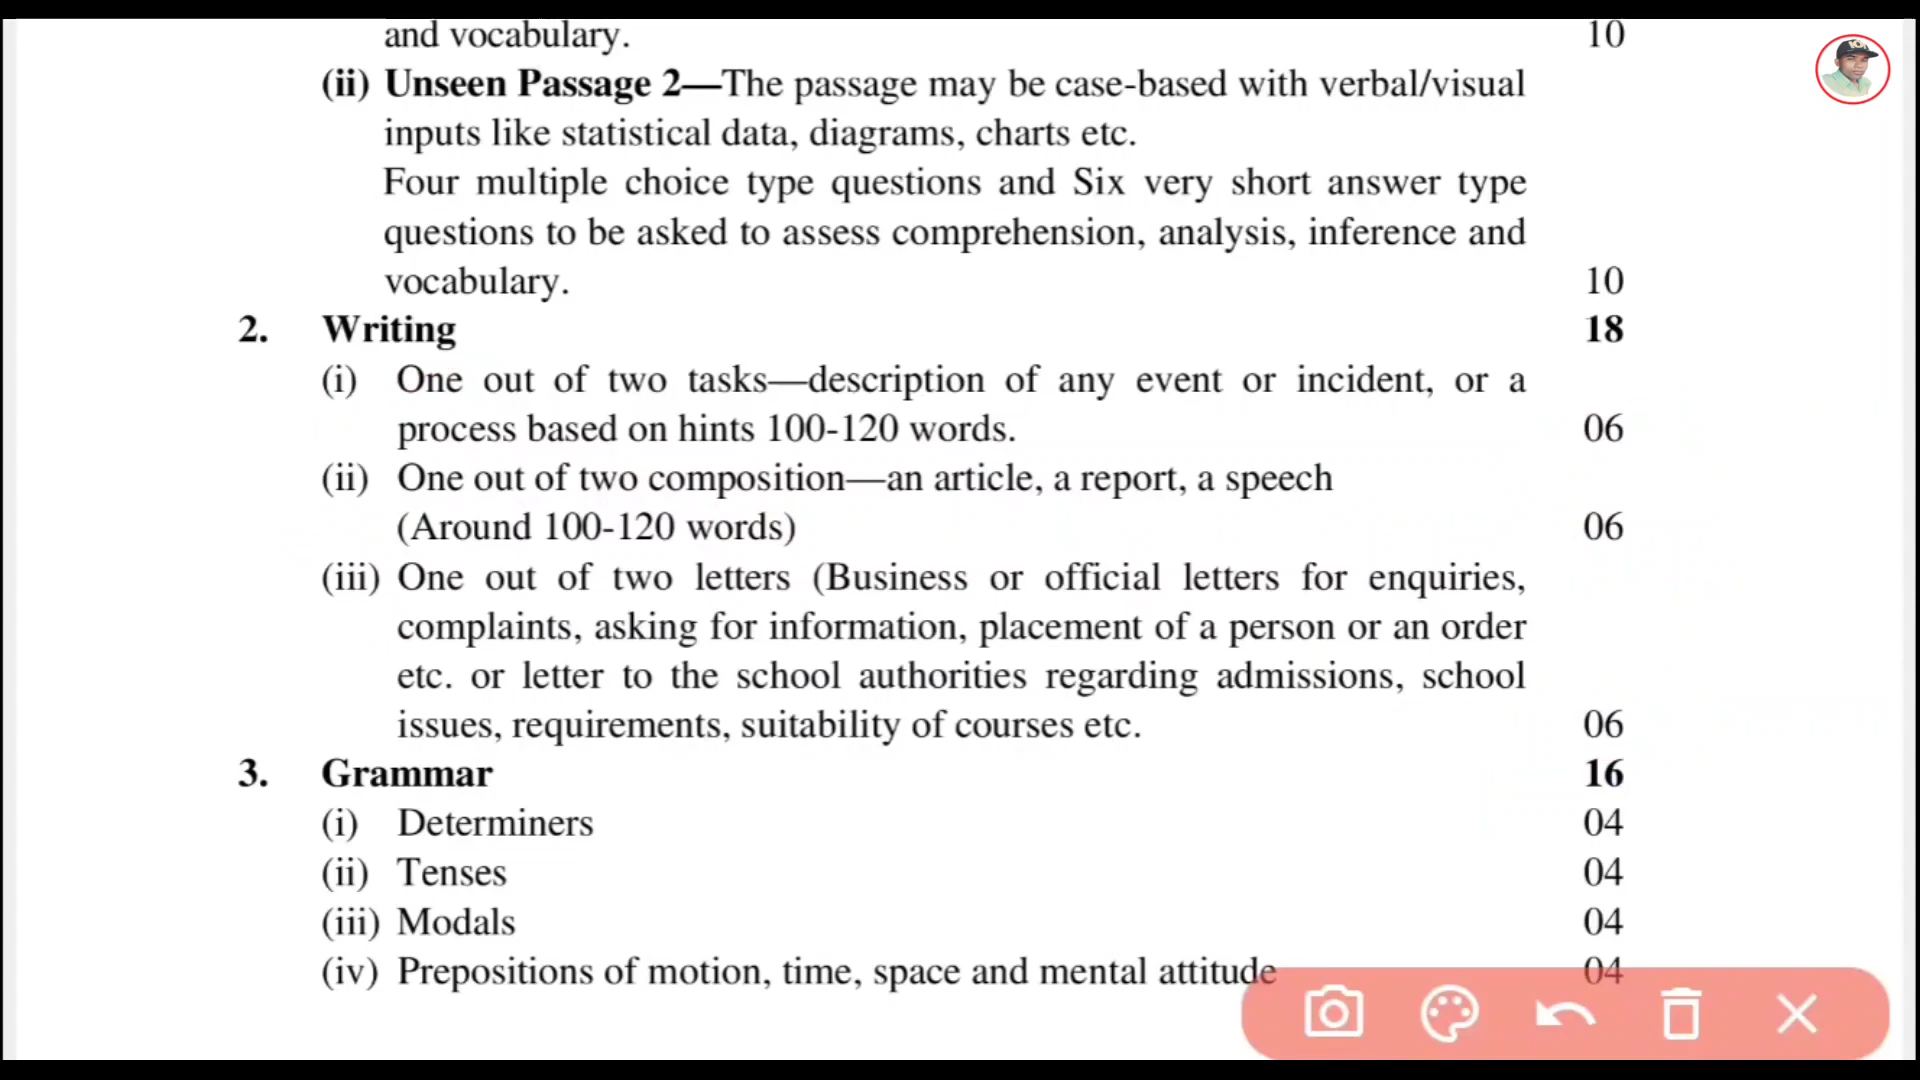 and vocabulary. 10
(ii) Unseen Passage 2—The passage may be case-based with verbal/visual
inputs like statistical data, diagrams, charts etc.
Four multiple choice type questions and Six very short answer type
questions to be asked to assess comprehension, analysis, inference and
vocabulary. 10
2. Writing 18
(i) One out of two tasks—description of any event or incident, or a
process based on hints 100-120 words. 06
(ii) One out of two composition—an article, a report, a speech
(Around 100-120 words) 06
(iii) One out of two letters (Business or official letters for enquiries,
complaints, asking for information, placement of a person or an order
etc. or letter to the school authorities regarding admissions, school
issues, requirements, suitability of courses etc. 06
3. Grammar 16
(i) Determiners 04
(ii) Tenses 04
(iii) Modals 04
(iv) Prepositions of motion, time, space and mental attitude 04